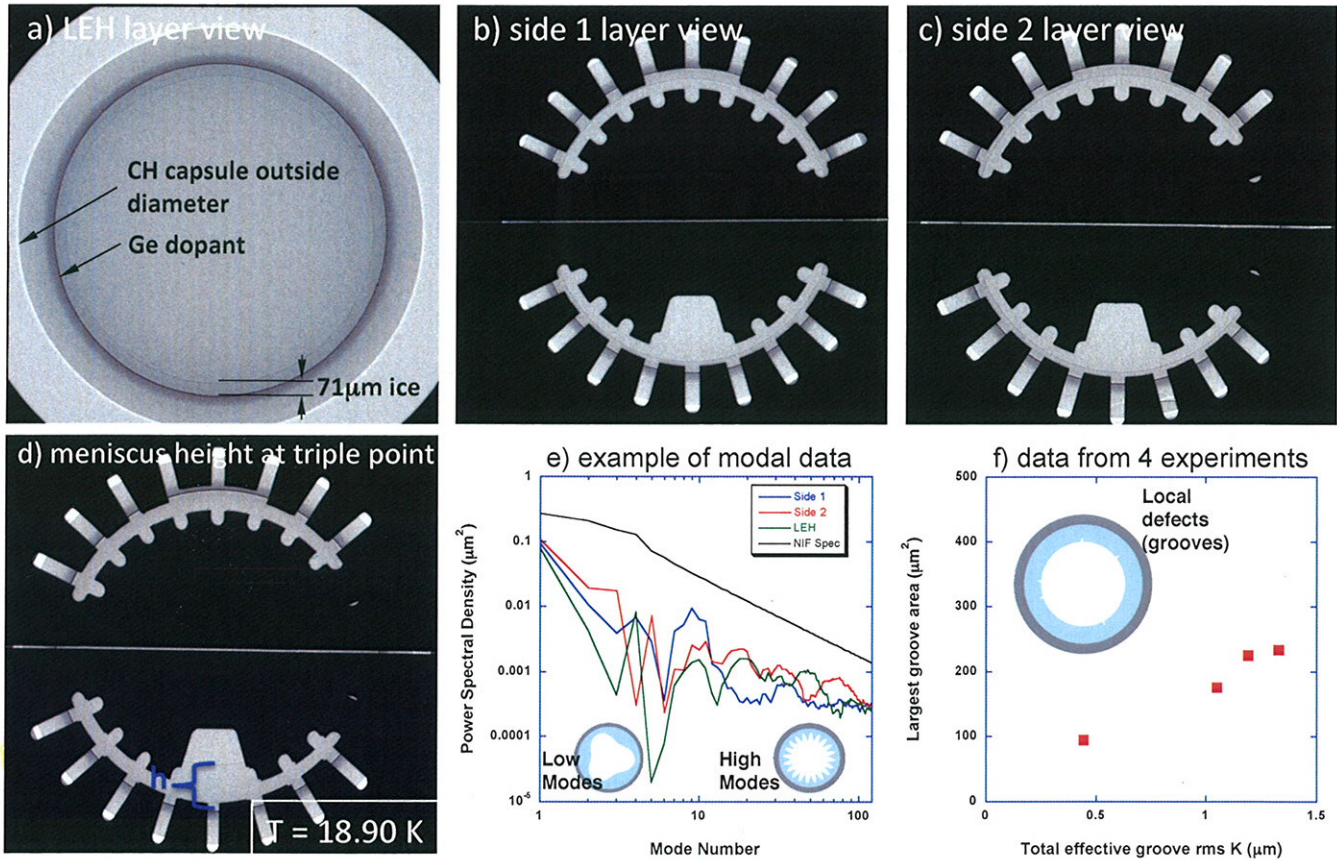 a) LEH layer view
CH capsule outside
diameter
Ge dopant
71μm ice
b) side 1 layer view
c) side 2 layer view
d) meniscus height at triple point
h
T = 18.90 K
e) example of modal data
Power Spectral Density (μm²)
1
0.1
0.01
0.001
0.0001
10⁻⁵
Side 1
Side 2
LEH
NIF Spec
Low
Modes
High
Modes
1
10
100
Mode Number
f) data from 4 experiments
Largest groove area (μm²)
500
400
300
200
100
0
Local
defects
(grooves)
0
0.5
1
1.5
Total effective groove rms K (μm)